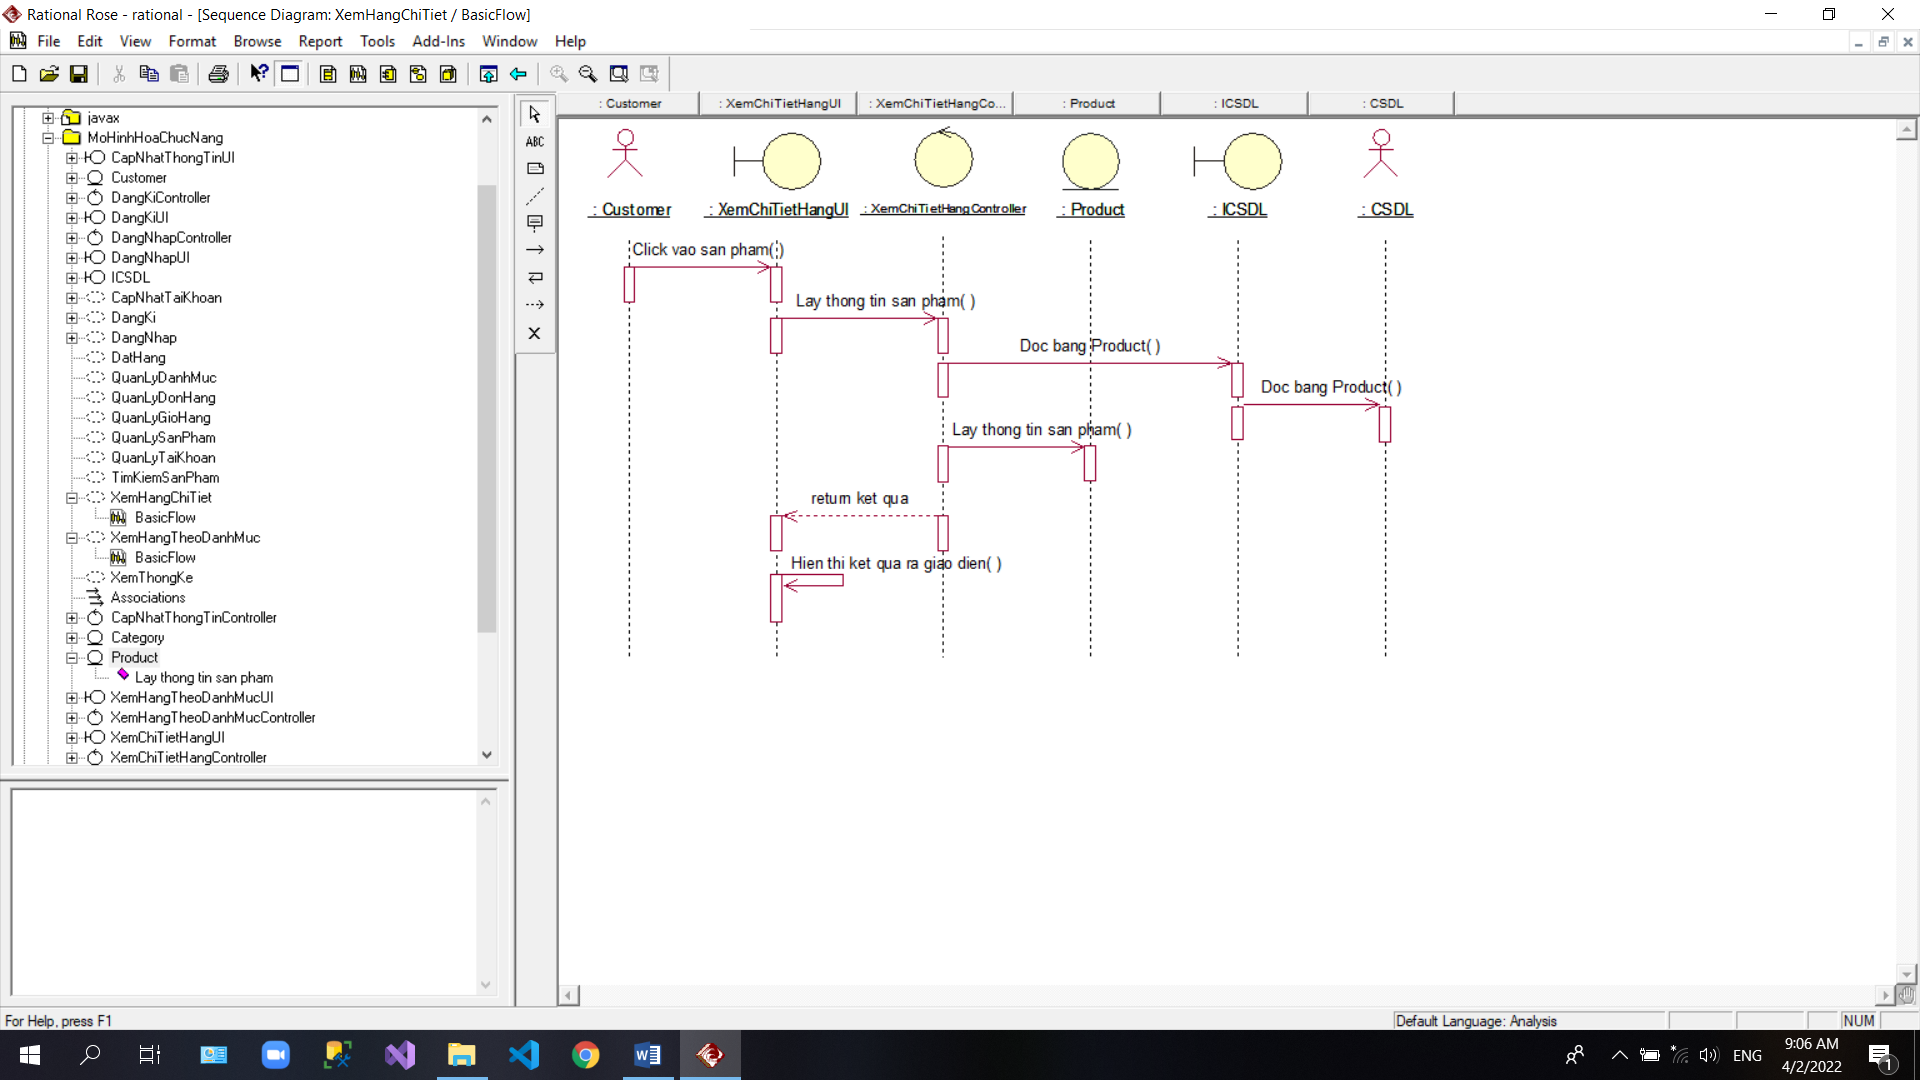 Rational Rose - rational - [Sequence Diagram: XemHangChiTiet / BasicFlow]
File Edit View Format Browse Report Tools Add-Ins Window Help
ABC
javax
MoHinhHoaChucNang
CapNhatThongTinUI
Customer
DangKiController
DangKiUI
DangNhapController
DangNhapUI
ICSDL
CapNhatTaiKhoan
DangKi
DangNhap
DatHang
QuanLyDanhMuc
QuanLyDonHang
QuanLyGioHang
QuanLySanPham
QuanLyTaiKhoan
TimKiemSanPham
XemHangChiTiet
BasicFlow
XemHangTheoDanhMuc
BasicFlow
XemThongKe
Associations
CapNhatThongTinController
Category
Product
Lay thong tin san pham
XemHangTheoDanhMucUI
XemHangTheoDanhMucController
XemChiTietHangUI
XemChiTietHangController
: Customer : XemChiTietHangUI : XemChiTietHangCo... : Product : ICSDL : CSDL
: Customer : XemChiTietHangUI : XemChiTietHangController : Product : ICSDL : CSDL
Click vao san pham( )
Lay thong tin san pham( )
Doc bang Product( )
Doc bang Product( )
Lay thong tin san pham( )
return ket qua
Hien thi ket qua ra giao dien( )
For Help, press F1
Default Language: Analysis
NUM
ENG
9:06 AM
4/2/2022
1